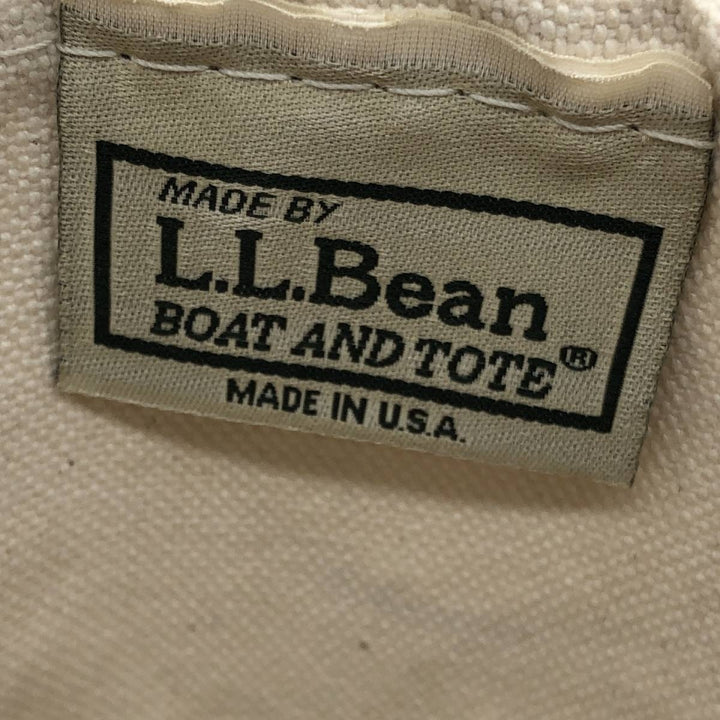 MADE BY
L.L.Bean
BOAT AND TOTE®
MADE IN U.S.A.